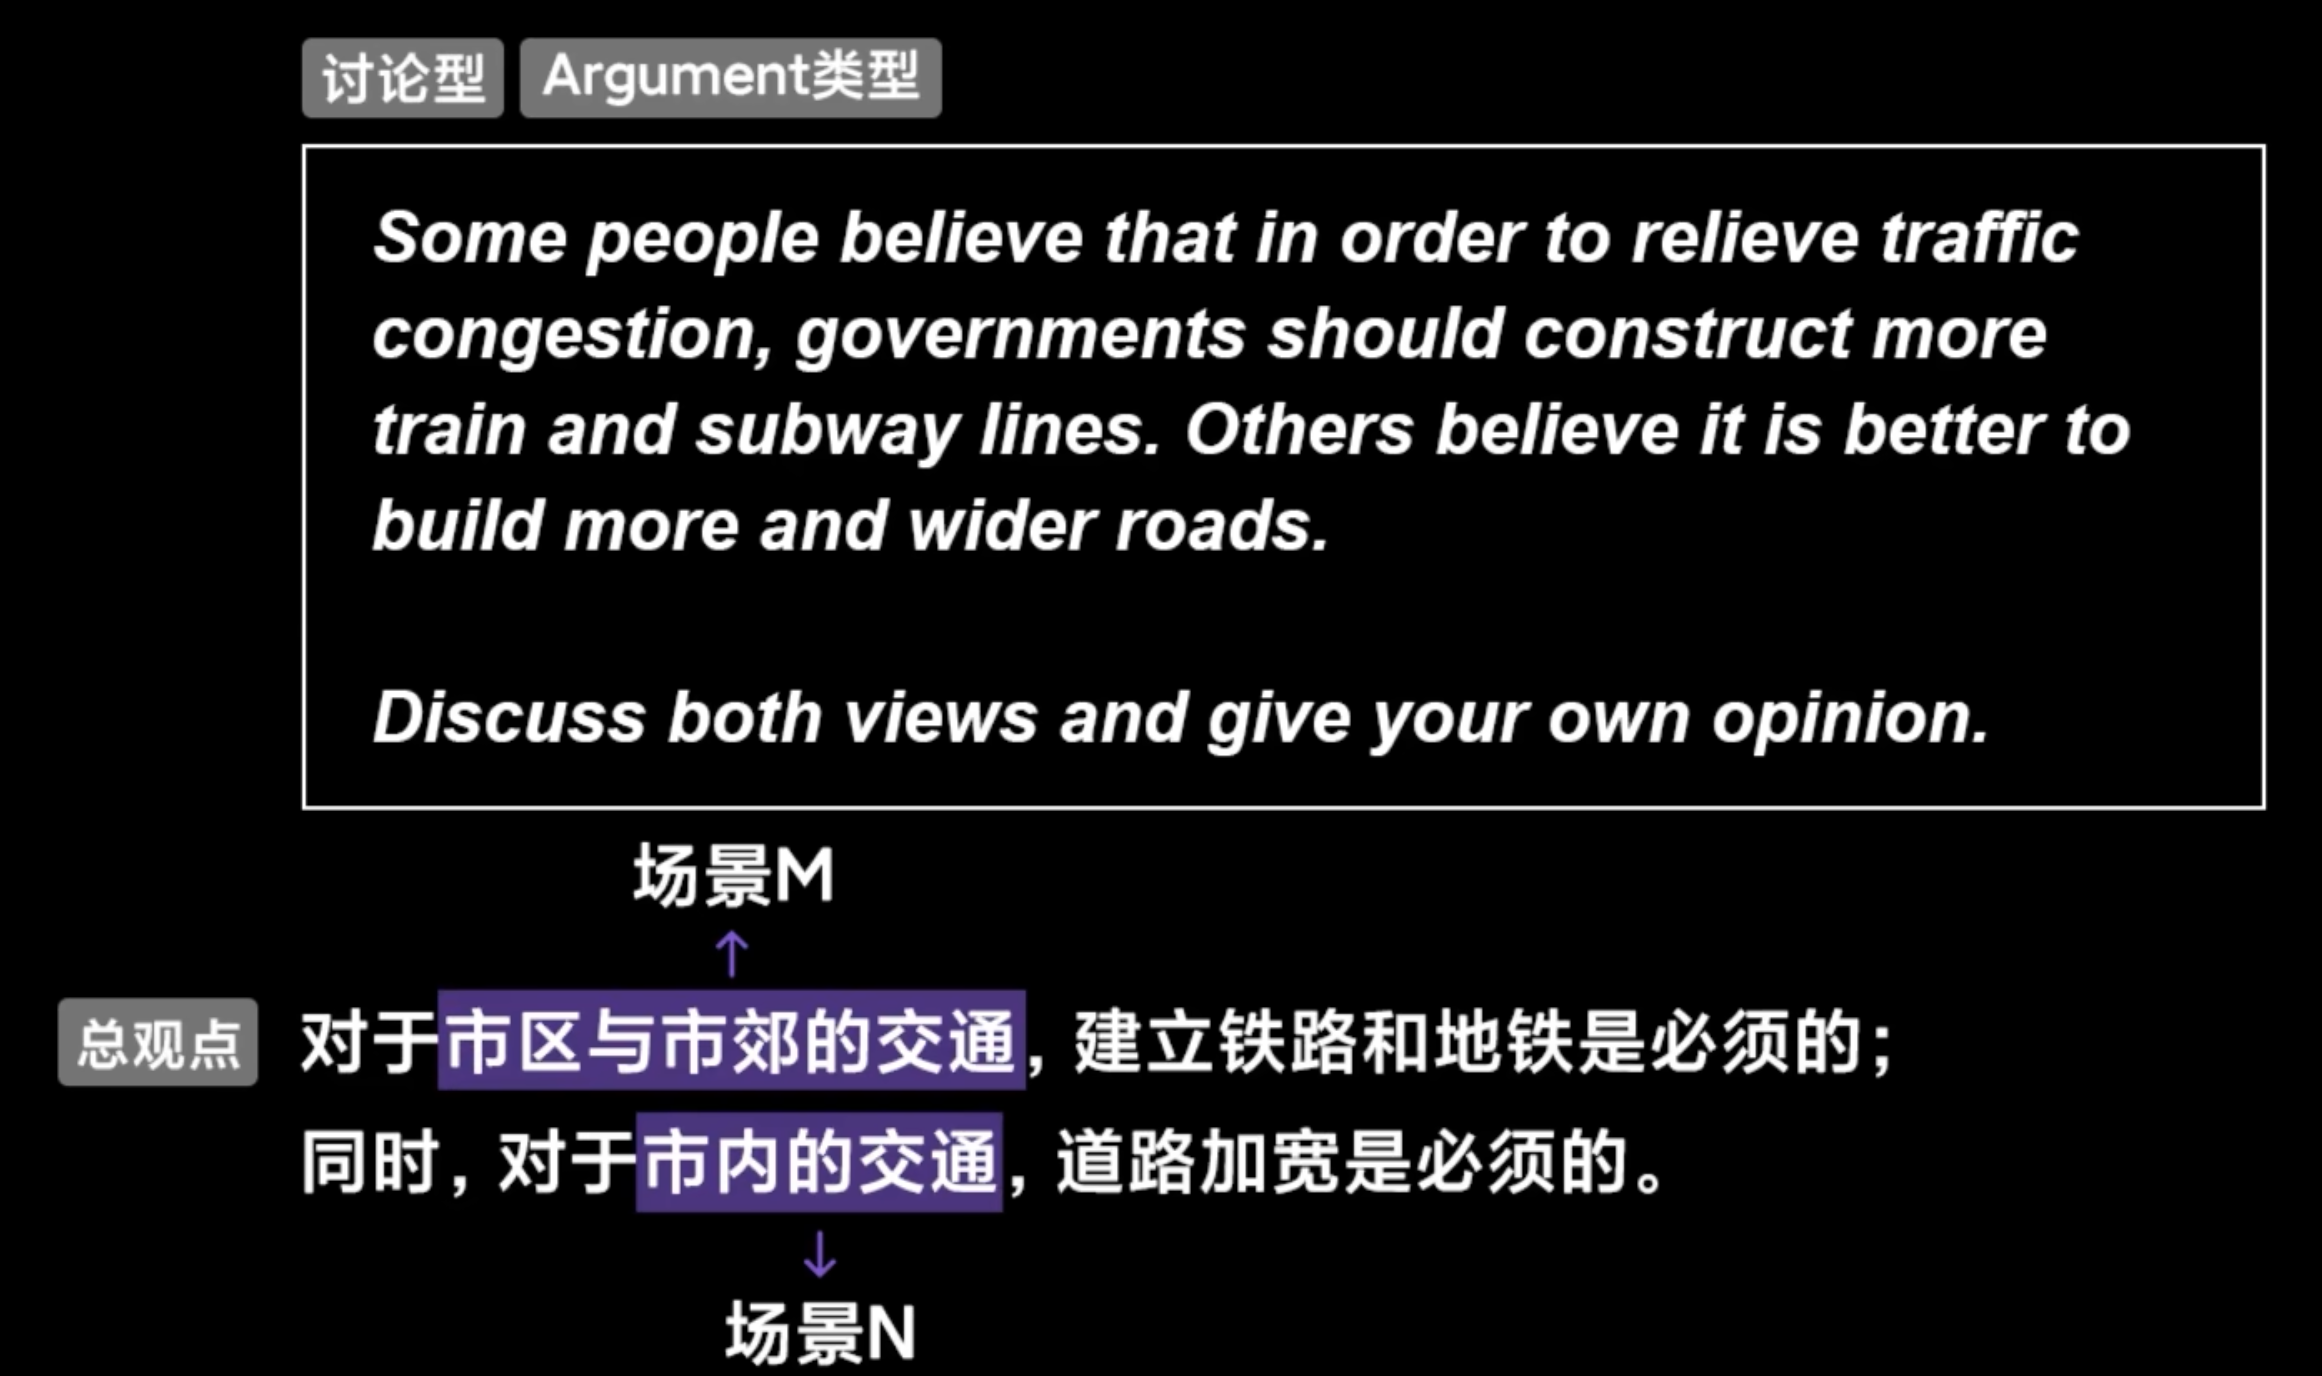 讨论型 Argument类型
Some people believe that in order to relieve traffic
congestion, governments should construct more
train and subway lines. Others believe it is better to
build more and wider roads.
Discuss both views and give your own opinion.
场景M
↑
总观点 对于市区与市郊的交通，建立铁路和地铁是必须的；
同时，对于市内的交通，道路加宽是必须的。
↓
场景N